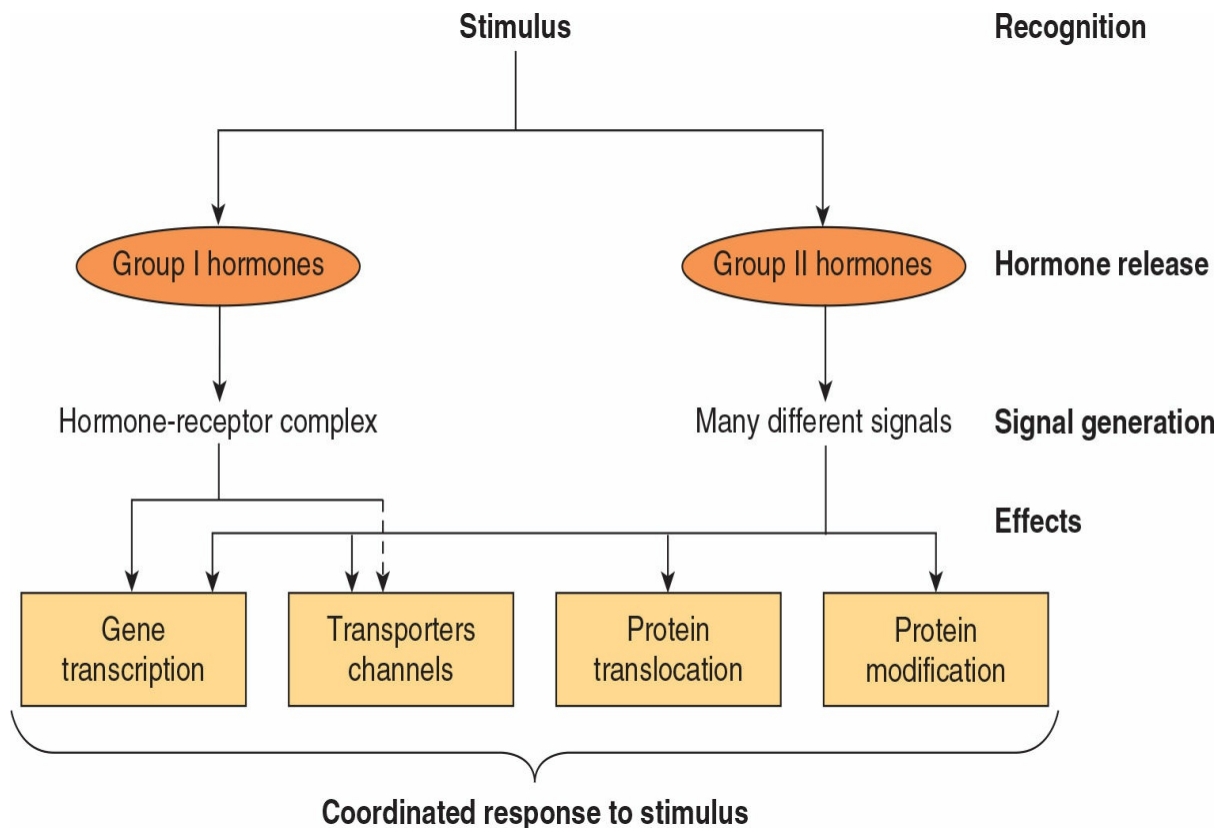 Stimulus
Recognition
Group I hormones
Group II hormones
Hormone release
Hormone-receptor complex
Many different signals
Signal generation
Effects
Gene
transcription
Transporters
channels
Protein
translocation
Protein
modification
Coordinated response to stimulus